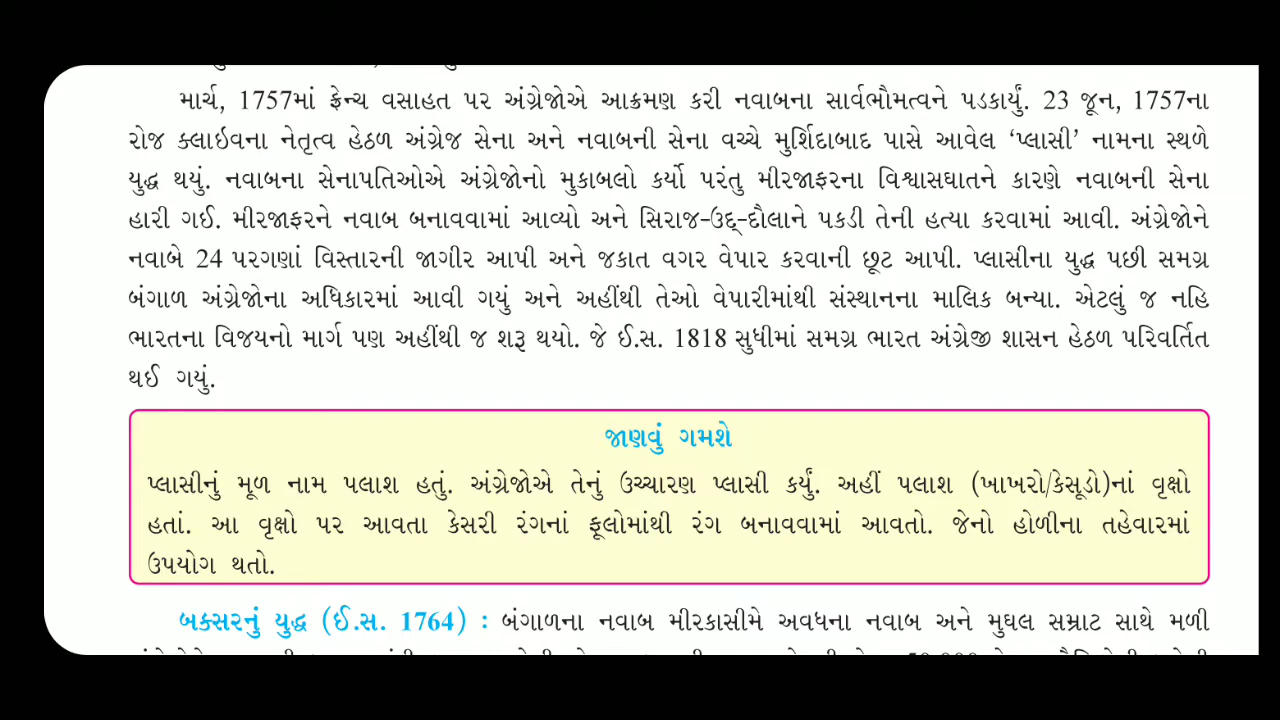 માર્ચ, 1757માં ફ્રેન્ચ વસાહત પર અંગ્રેજોએ આક્રમણ કરી નવાબના સાર્વભૌમત્વને પડકાર્યું. 23 જૂન, 1757ના
રોજ ક્લાઇવના નેતૃત્વ હેઠળ અંગ્રેજ સેના અને નવાબની સેના વચ્ચે મુર્શિદાબાદ પાસે આવેલ ‘પ્લાસી’ નામના સ્થળે
યુદ્ધ થયું. નવાબના સેનાપતિઓએ અંગ્રેજોનો મુકાબલો કર્યો પરંતુ મીરજાફરના વિશ્વાસઘાતને કારણે નવાબની સેના
હારી ગઈ. મીરજાફરને નવાબ બનાવવામાં આવ્યો અને સિરાજ-ઉદ્-દૌલાને પકડી તેની હત્યા કરવામાં આવી. અંગ્રેજોને
નવાબે 24 પરગણાં વિસ્તારની જાગીર આપી અને જકાત વગર વેપાર કરવાની છૂટ આપી. પ્લાસીના યુદ્ધ પછી સમગ્ર
બંગાળ અંગ્રેજોના અધિકારમાં આવી ગયું અને અહીંથી તેઓ વેપારીમાંથી સંસ્થાનના માલિક બન્યા. એટલું જ નહિ
ભારતના વિજયનો માર્ગ પણ અહીંથી જ શરૂ થયો. જે ઈ.સ. 1818 સુધીમાં સમગ્ર ભારત અંગ્રેજી શાસન હેઠળ પરિવર્તિત
થઈ ગયું.
જાણવું ગમશે
પ્લાસીનું મૂળ નામ પલાશ હતું. અંગ્રેજોએ તેનું ઉચ્ચારણ પ્લાસી કર્યું. અહીં પલાશ (ખાખરો/કેસૂડો)નાં વૃક્ષો
હતાં. આ વૃક્ષો પર આવતા કેસરી રંગનાં ફૂલોમાંથી રંગ બનાવવામાં આવતો. જેનો હોળીના તહેવારમાં
ઉપયોગ થતો.
બક્સરનું યુદ્ધ (ઈ.સ. 1764) : બંગાળના નવાબ મીરકાસીમે અવધના નવાબ અને મુઘલ સમ્રાટ સાથે મળી